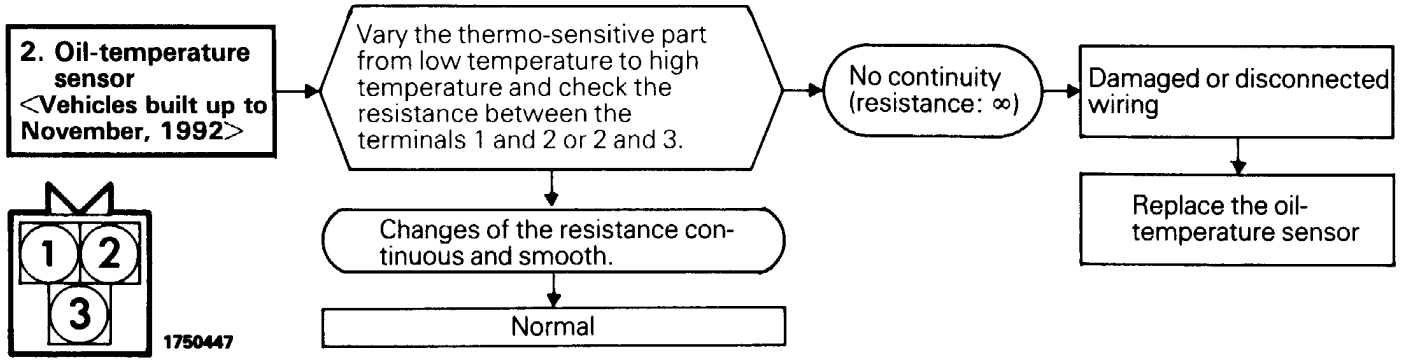 2. Oil-temperature
sensor
<Vehicles built up to
November, 1992>
Vary the thermo-sensitive part
from low temperature to high
temperature and check the
resistance between the
terminals 1 and 2 or 2 and 3.
No continuity
(resistance: ∞)
Damaged or disconnected
wiring
Replace the oil-
temperature sensor
Changes of the resistance con-
tinuous and smooth.
Normal
1 2
3
1750447